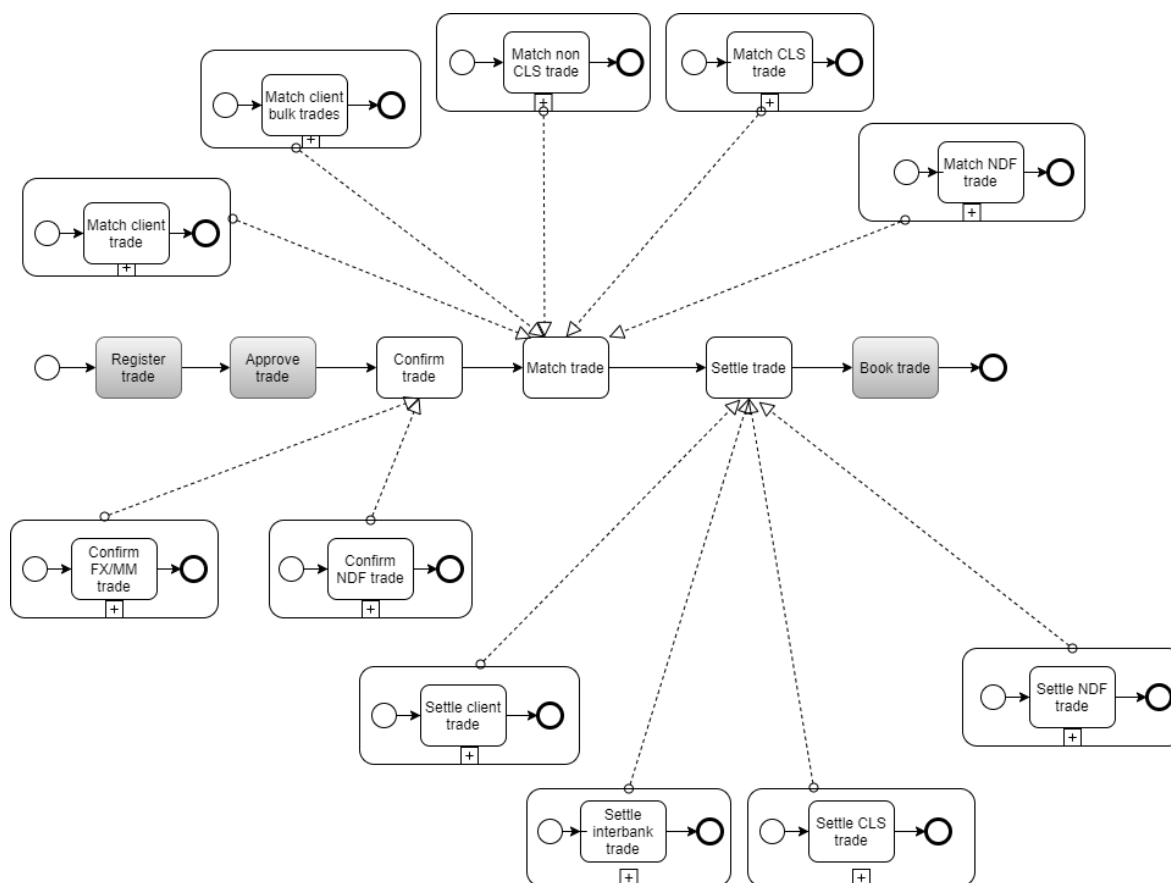 Match non
CLS trade
Match CLS
trade
Match client
bulk trades
Match NDF
trade
Match client
trade
Register
trade
Approve
trade
Confirm
trade
Match trade
Settle trade
Book trade
Confirm
FX/MM
trade
Confirm
NDF trade
Settle client
trade
Settle NDF
trade
Settle
interbank
trade
Settle CLS
trade